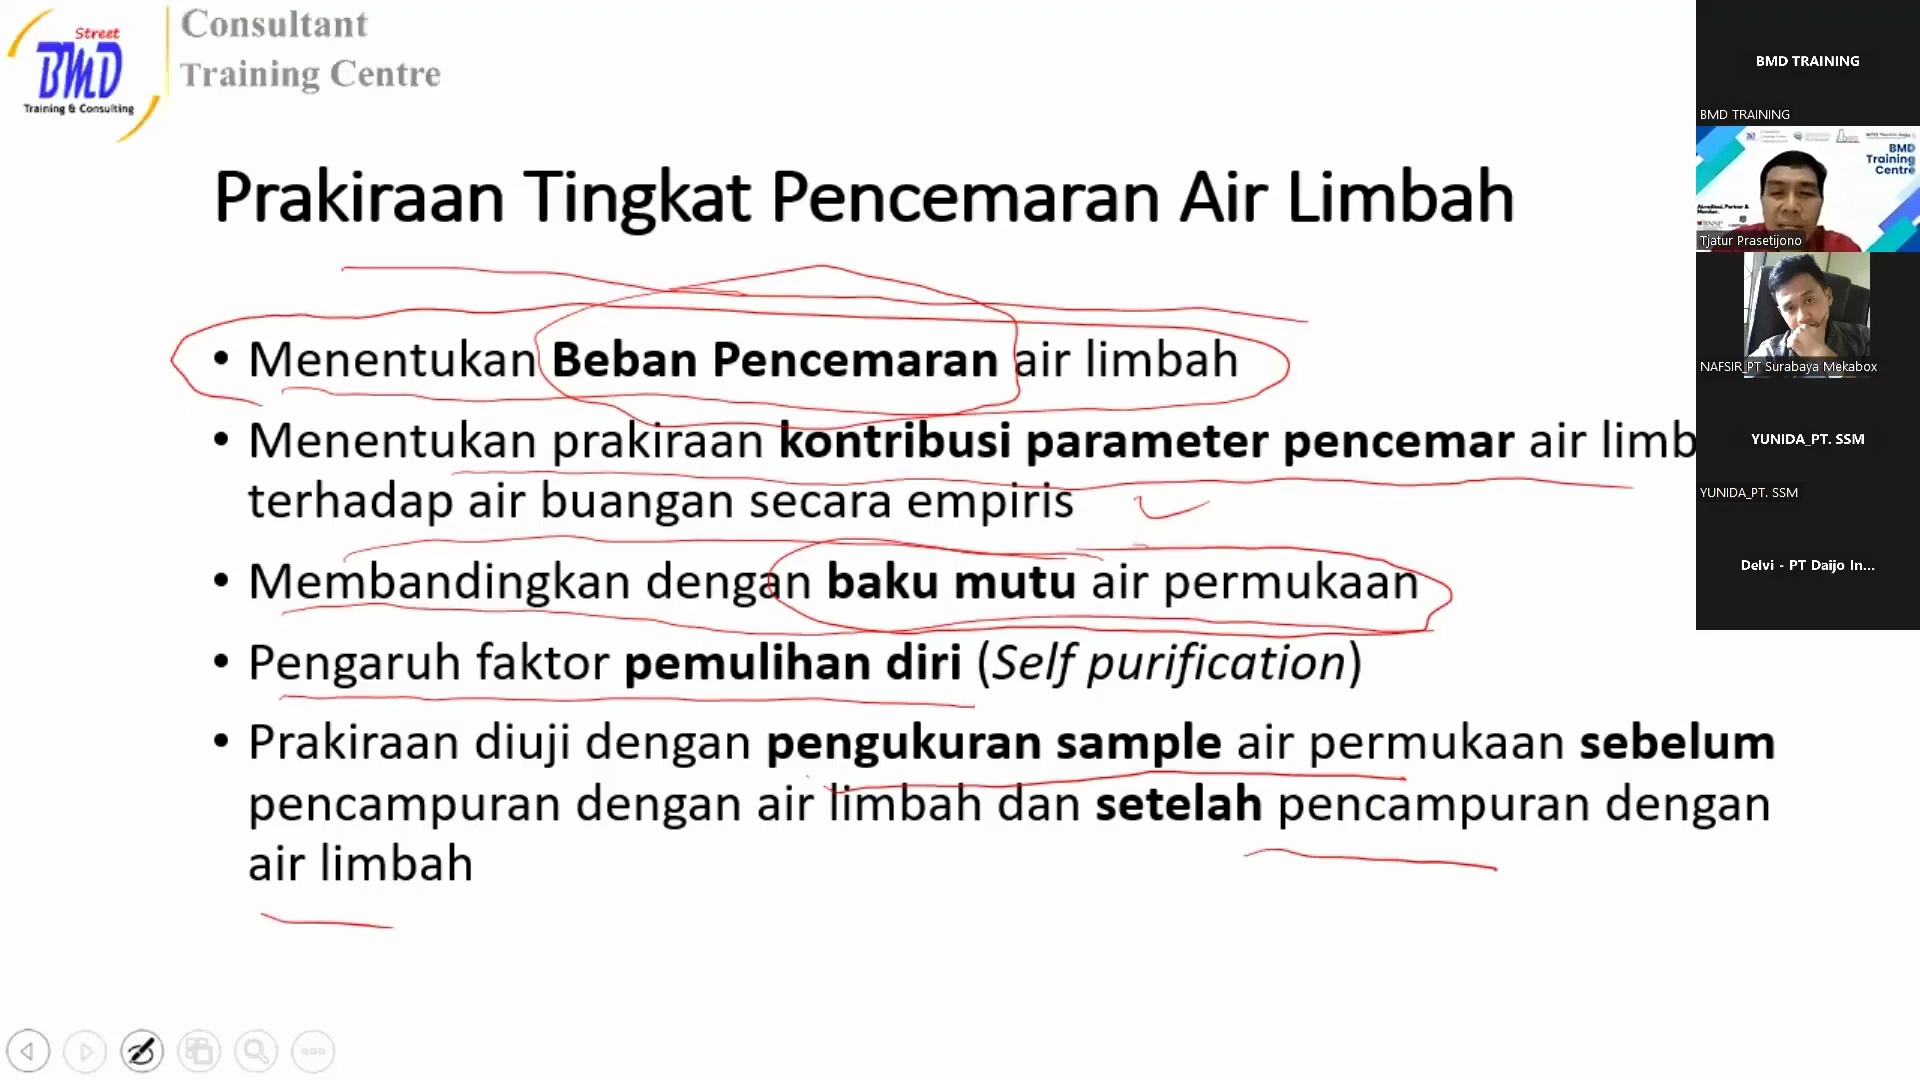 Street
BMD
Training & Consulting
Consultant
Training Centre
Prakiraan Tingkat Pencemaran Air Limbah
• Menentukan Beban Pencemaran air limbah
• Menentukan prakiraan kontribusi parameter pencemar air limb
terhadap air buangan secara empiris
• Membandingkan dengan baku mutu air permukaan
• Pengaruh faktor pemulihan diri (Self purification)
• Prakiraan diuji dengan pengukuran sample air permukaan sebelum
pencampuran dengan air limbah dan setelah pencampuran dengan
air limbah
BMD TRAINING
BMD TRAINING
BMD
Training
Centre
Tjatur Prasetijono
NAFSIR_PT Surabaya Mekabox
YUNIDA_PT. SSM
YUNIDA_PT. SSM
Delvi - PT Daijo In...